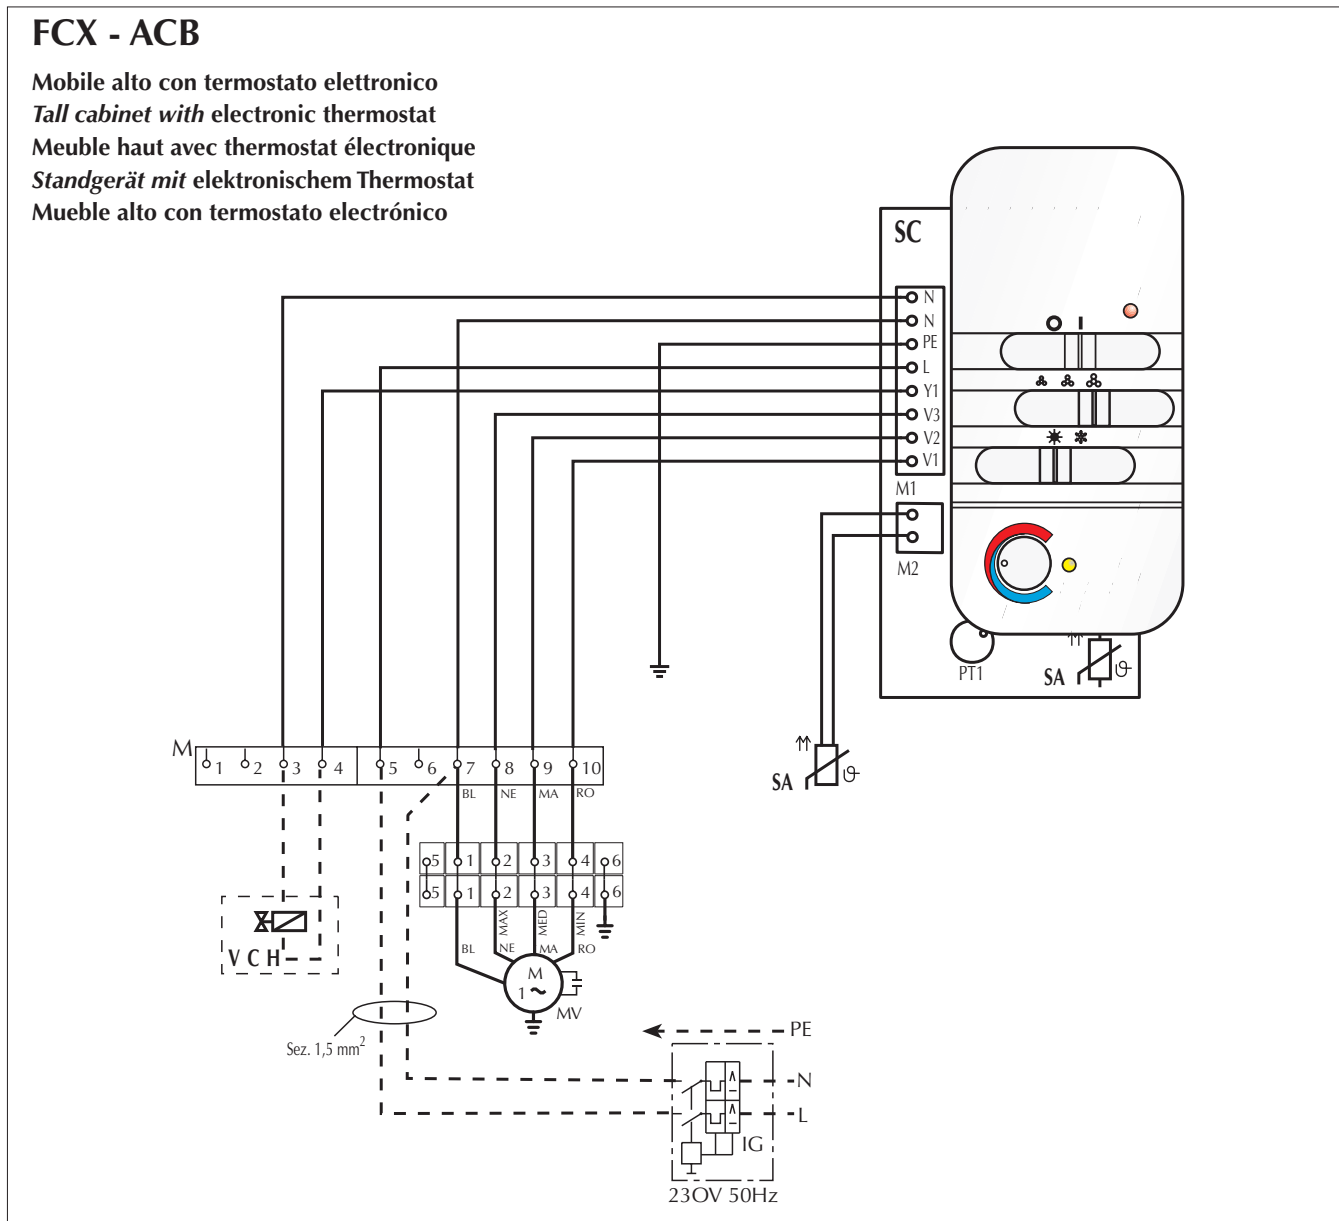 FCX - ACB
Mobile alto con termostato elettronico
Tall cabinet with electronic thermostat
Meuble haut avec thermostat électronique
Standgerät mit elektronischem Thermostat
Mueble alto con termostato electrónico
SC
N
N
PE
L
Y1
V3
V2
V1
M1
M2
PT1
SA
SA
M
1 2 3 4 5 6 7 8 9 10
BL NE MA RO
5 1 2 3 4 6
5 1 2 3 4 6
MAX MED MIN
BL NE MA RO
M
1 ~
MV
V C H
Sez. 1,5 mm2
PE
N
L
IG
230V 50Hz